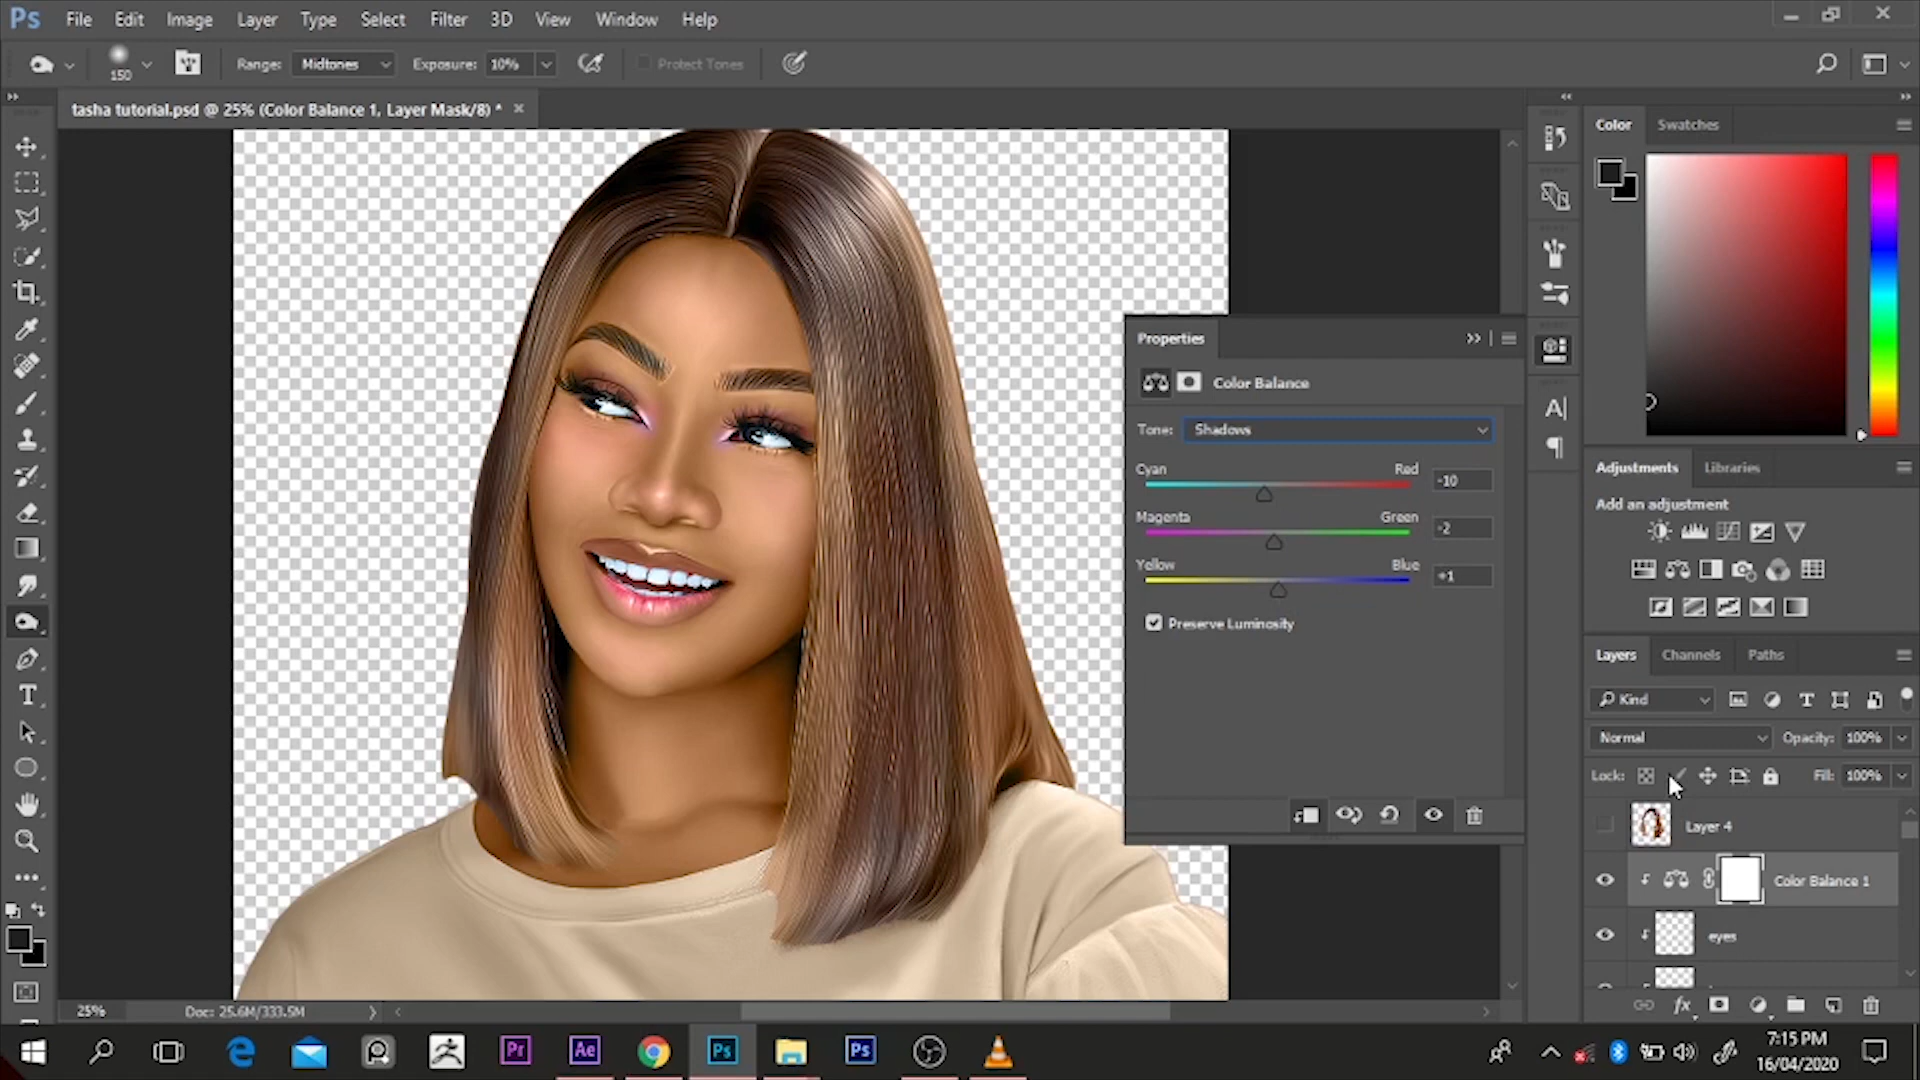 Ps File Edit Image Layer Type Select Filter 3D View Window Help
150 Range: Midtones Exposure: 10% Protect Tones
tasha tutorial.psd @ 25% (Color Balance 1, Layer Mask/8) *
Color Swatches
Properties
Color Balance
Tone: Shadows
Cyan Red -10
Magenta Green -2
Yellow Blue +1
Preserve Luminosity
Adjustments Libraries
Add an adjustment
Layers Channels Paths
Kind
Normal Opacity: 100%
Lock: Fill: 100%
Layer 4
Color Balance 1
eyes
25% Doc: 25.6M/333.5M
Pr Ae Ps Ps
7:15 PM
16/04/2020